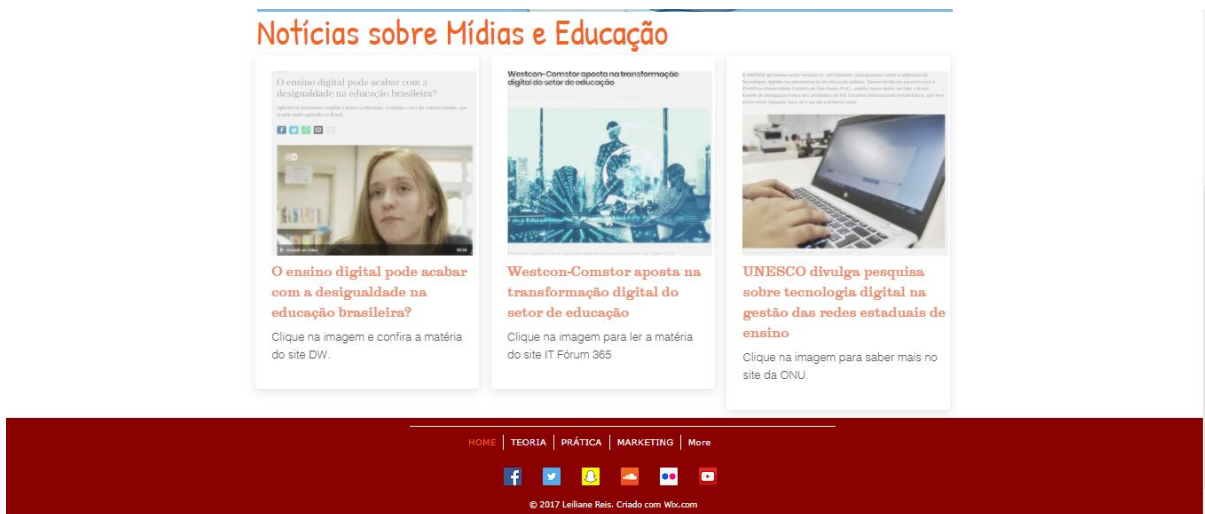 Notícias sobre Mídias e Educação
O ensino digital pode acabar com a
desigualdade na educação brasileira?
O ensino digital pode acabar
com a desigualdade na
educação brasileira?
Clique na imagem e confira a matéria
do site DW.
Westcon-Comstor aposta na transformação
digital do setor de educação
Westcon-Comstor aposta na
transformação digital do
setor de educação
Clique na imagem para ler a matéria
do site IT Fórum 365
UNESCO divulga pesquisa
sobre tecnologia digital na
gestão das redes estaduais de
ensino
Clique na imagem para saber mais no
site da ONU.
HOME TEORIA PRÁTICA MARKETING More
© 2017 Leiliane Reis. Criado com Wix.com